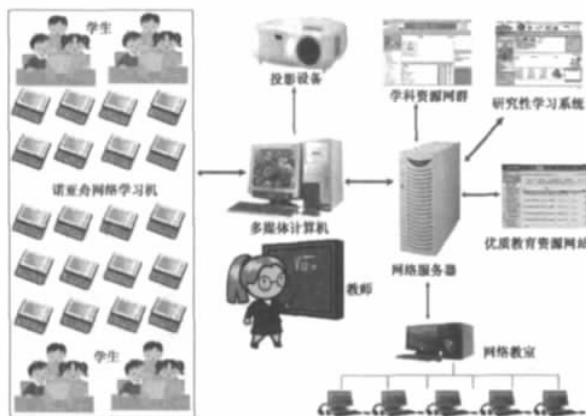 学生
投影设备
学科资源网群
研究性学习系统
诺亚舟网络学习机
多媒体计算机
网络服务器
优质教育资源网站
教师
网络教室
学生